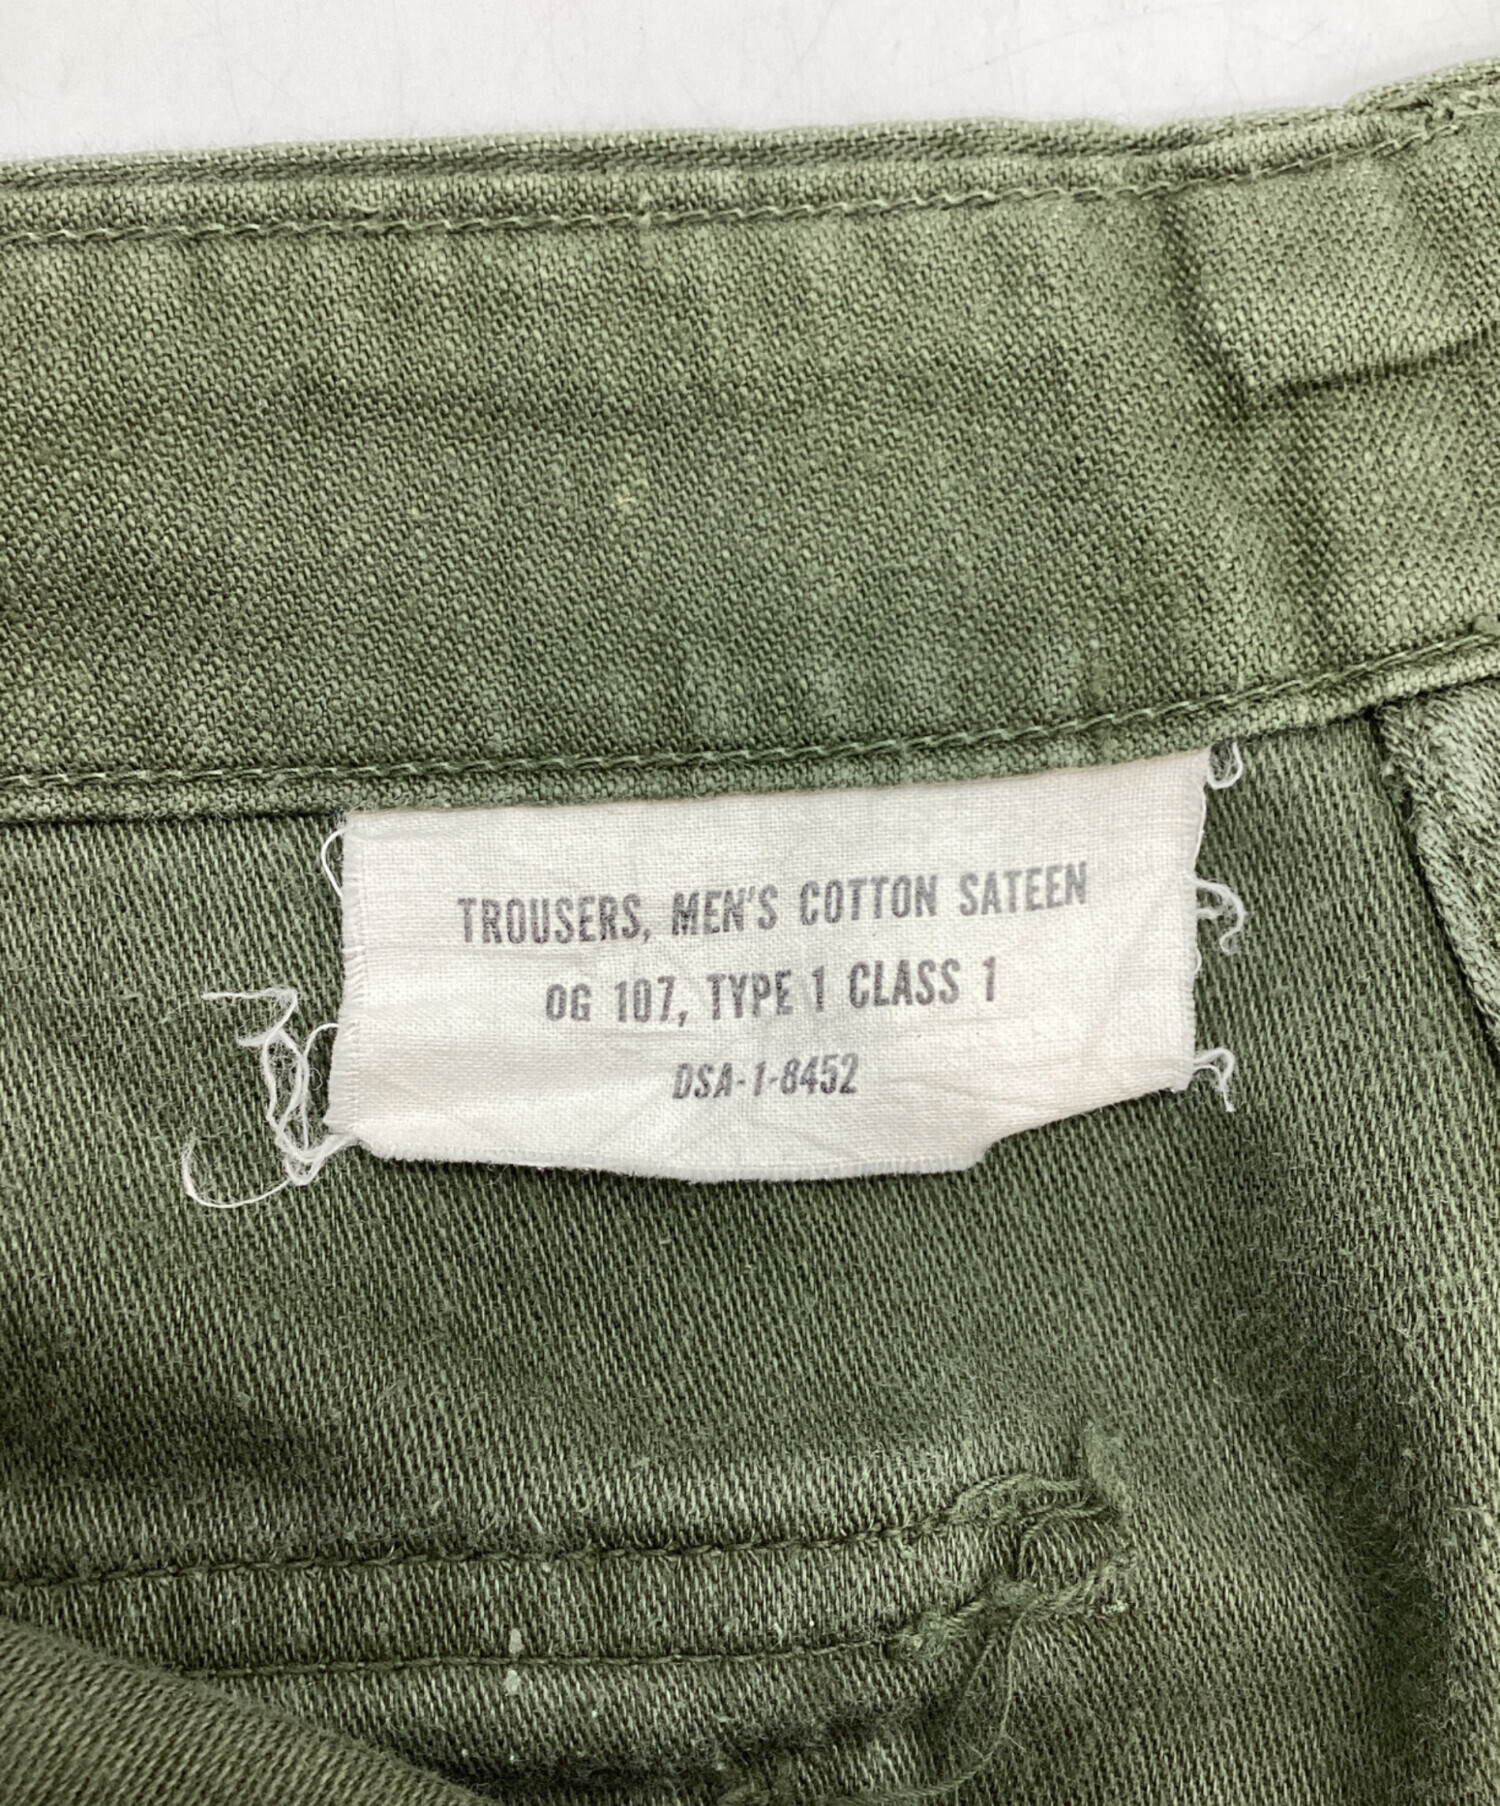 TROUSERS, MEN'S COTTON SATEEN
OG 107, TYPE 1 CLASS 1
DSA-1-8452